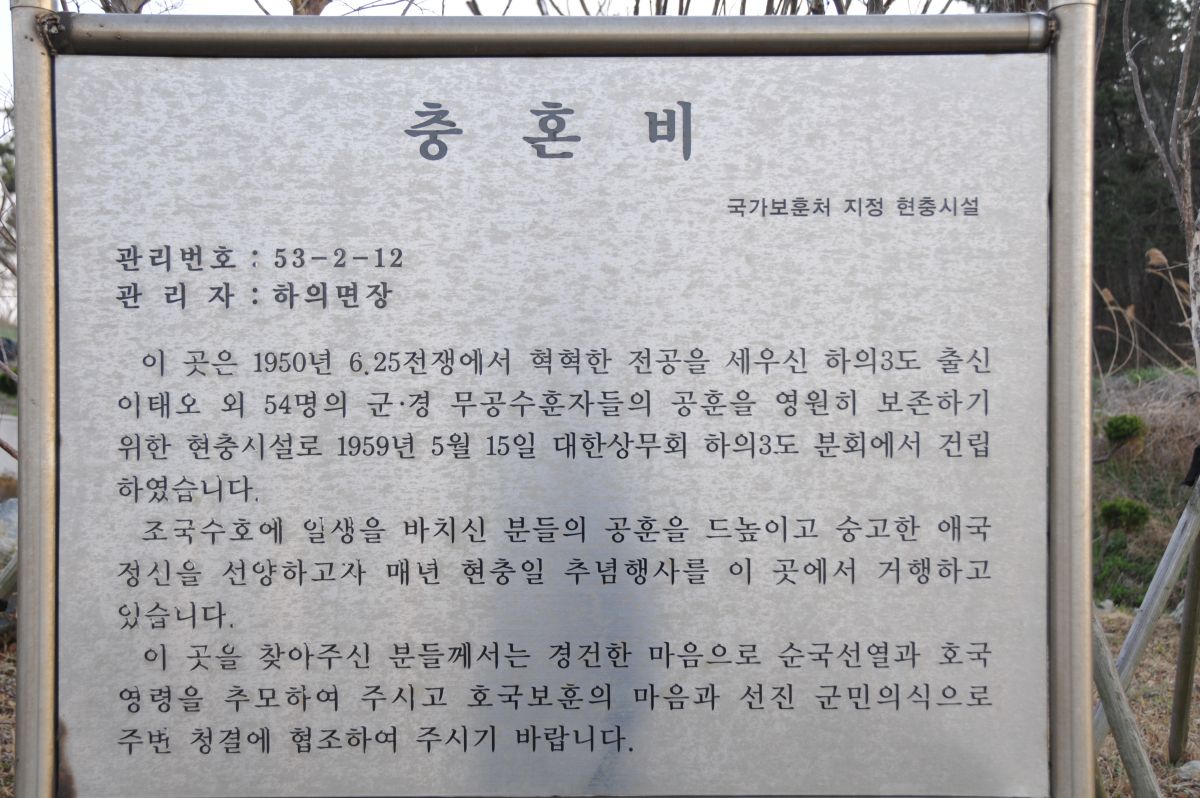 충 혼 비
국가보훈처 지정 현충시설
관리번호 : 53-2-12
관 리 자 : 하의면장
이 곳은 1950년 6.25전쟁에서 혁혁한 전공을 세우신 하의3도 출신
이태오 외 54명의 군·경 무공수훈자들의 공훈을 영원히 보존하기
위한 현충시설로 1959년 5월 15일 대한상무회 하의3도 분회에서 건립
하였습니다.
조국수호에 일생을 바치신 분들의 공훈을 드높이고 숭고한 애국
정신을 선양하고자 매년 현충일 추념행사를 이 곳에서 거행하고
있습니다.
이 곳을 찾아주신 분들께서는 경건한 마음으로 순국선열과 호국
영령을 추모하여 주시고 호국보훈의 마음과 선진 군민의식으로
주변 청결에 협조하여 주시기 바랍니다.